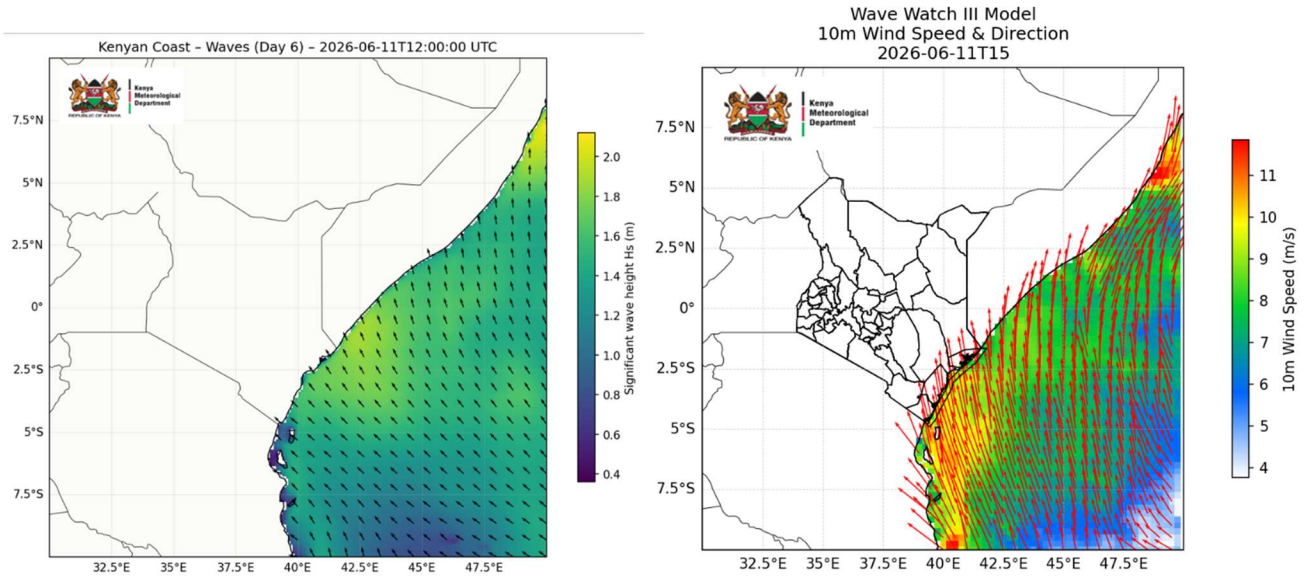 Kenyan Coast – Waves (Day 6) – 2026-06-11T12:00:00 UTC
Kenya
Meteorological
Department
REPUBLIC OF KENYA
7.5°N
5°N
2.5°N
0°
2.5°S
5°S
7.5°S
32.5°E 35°E 37.5°E 40°E 42.5°E 45°E 47.5°E
2.0
1.8
1.6
1.4
1.2
1.0
0.8
0.6
0.4
Significant wave height Hs (m)
Wave Watch III Model
10m Wind Speed & Direction
2026-06-11T15
Kenya
Meteorological
Department
REPUBLIC OF KENYA
7.5°N
5°N
2.5°N
0°
2.5°S
5°S
7.5°S
32.5°E 35°E 37.5°E 40°E 42.5°E 45°E 47.5°E
11
10
9
8
7
6
5
4
10m Wind Speed (m/s)